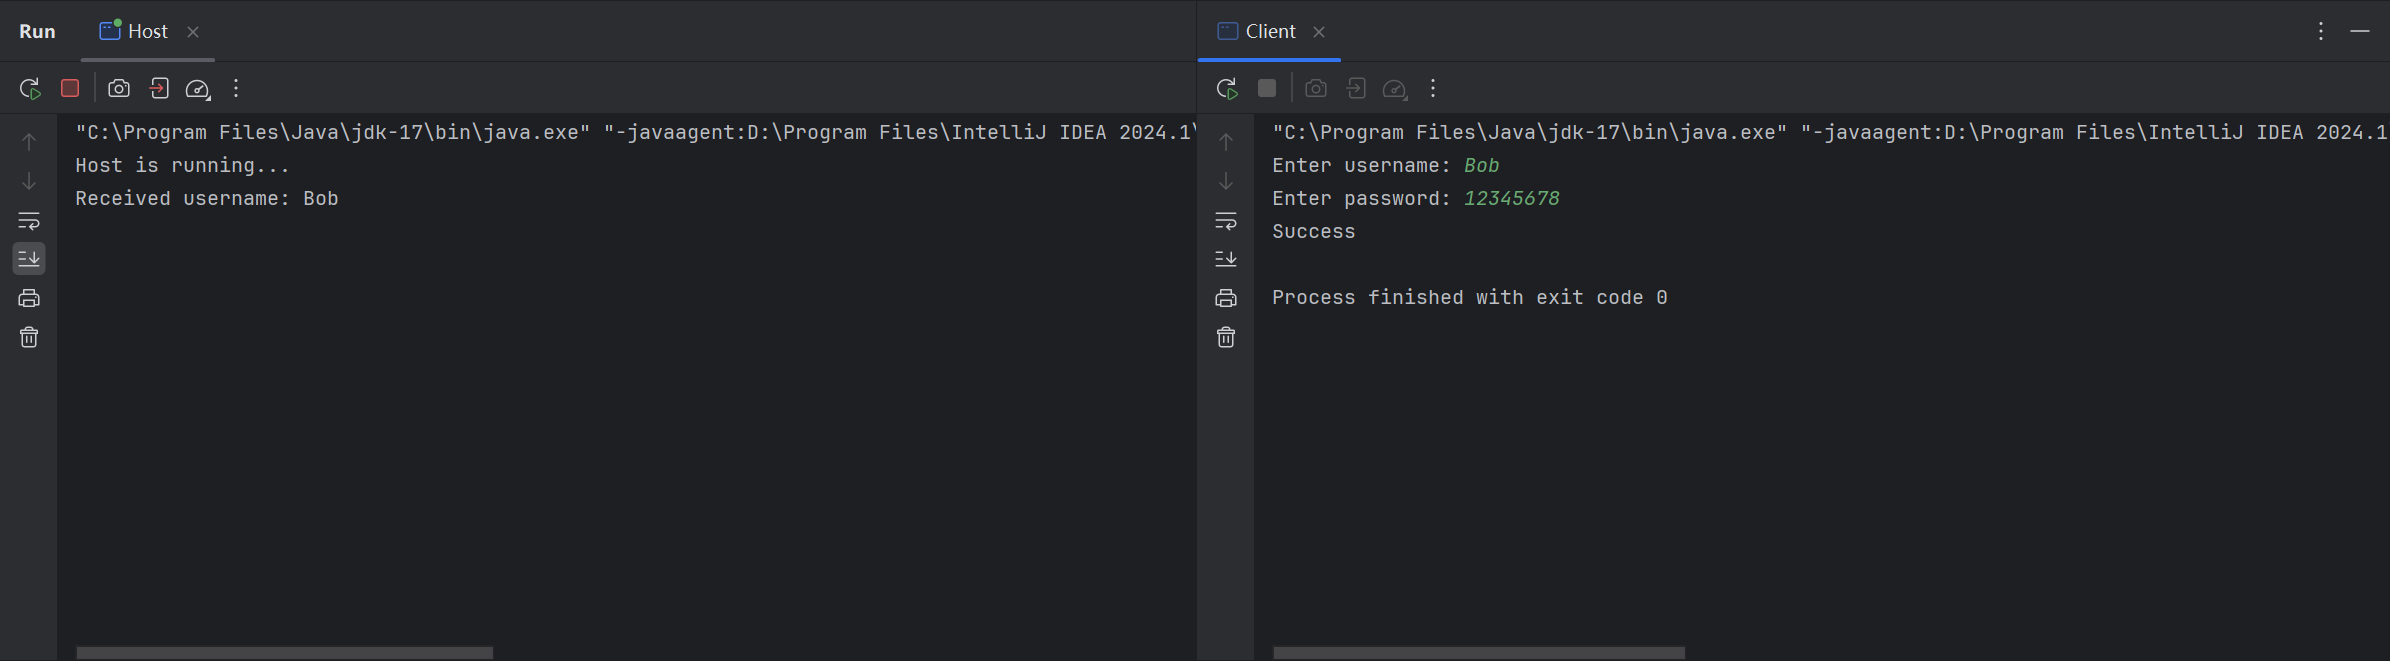 Run
Host
"C:\Program Files\Java\jdk-17\bin\java.exe" "-javaagent:D:\Program Files\IntelliJ IDEA 2024.1\
Host is running...
Received username: Bob
Client
"C:\Program Files\Java\jdk-17\bin\java.exe" "-javaagent:D:\Program Files\IntelliJ IDEA 2024.1
Enter username: Bob
Enter password: 12345678
Success
Process finished with exit code 0